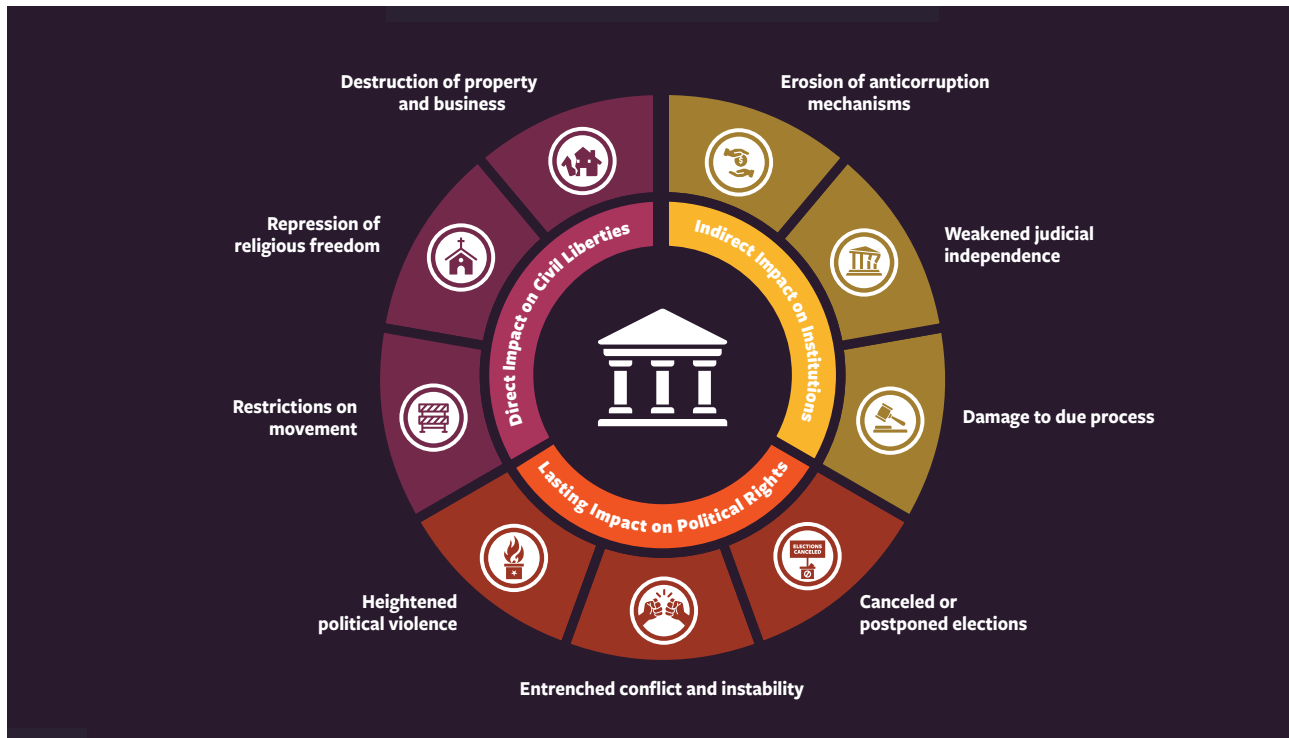 Destruction of property
and business
Erosion of anticorruption
mechanisms
Repression of
religious freedom
Weakened judicial
independence
Direct Impact on Civil Liberties
Indirect Impact on Institutions
Restrictions on
movement
Damage to due process
Lasting Impact on Political Rights
ELECTIONS
CANCELED
Heightened
political violence
Canceled or
postponed elections
Entrenched conflict and instability